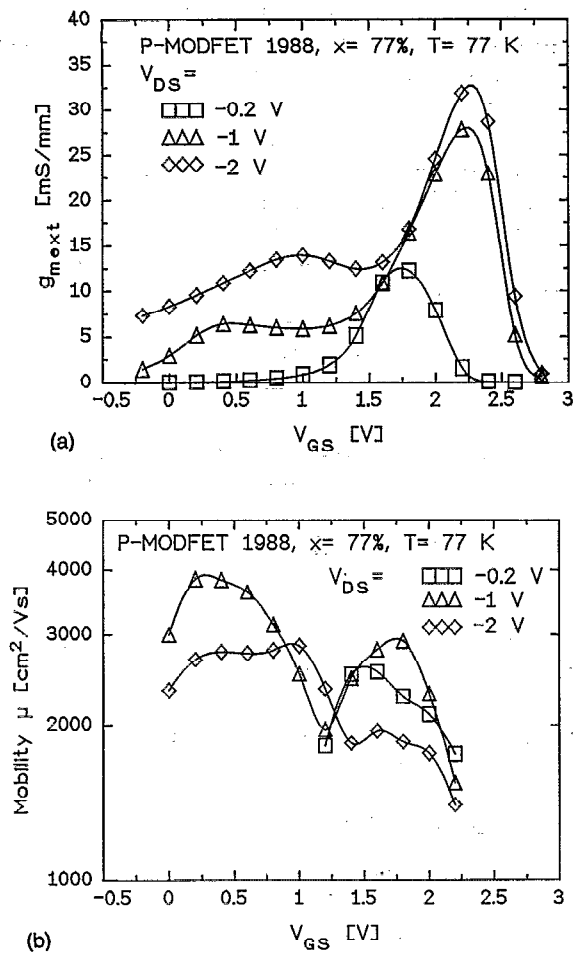 P-MODFET 1988, x= 77%, T= 77 K
V_DS=
-0.2 V
-1 V
-2 V
g_mext [mS/mm]
40
35
30
25
20
15
10
5
0
-0.5 0 0.5 1 1.5 2 2.5 3
V_GS [V]
(a)
P-MODFET 1988, x= 77%, T= 77 K
V_DS=
-0.2 V
-1 V
-2 V
Mobility µ [cm²/Vs]
5000
4000
3000
2000
1000
-0.5 0 0.5 1 1.5 2 2.5 3
V_GS [V]
(b)